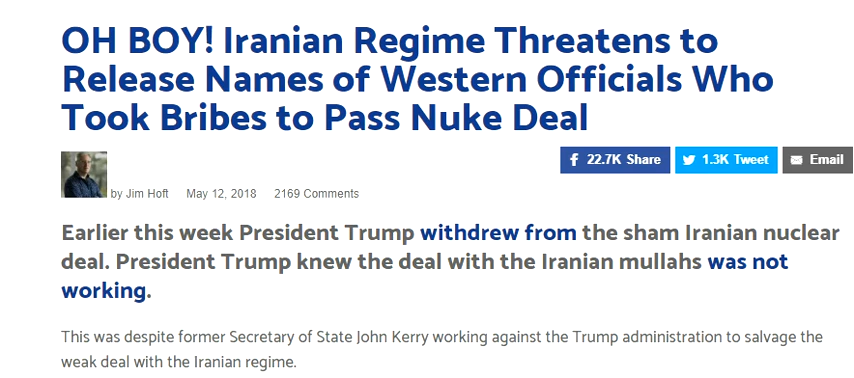 OH BOY! Iranian Regime Threatens to
Release Names of Western Officials Who
Took Bribes to Pass Nuke Deal
22.7K Share 1.3K Tweet Email
by Jim Hoft May 12, 2018 2169 Comments
Earlier this week President Trump withdrew from the sham Iranian nuclear
deal. President Trump knew the deal with the Iranian mullahs was not
working.
This was despite former Secretary of State John Kerry working against the Trump administration to salvage the
weak deal with the Iranian regime.